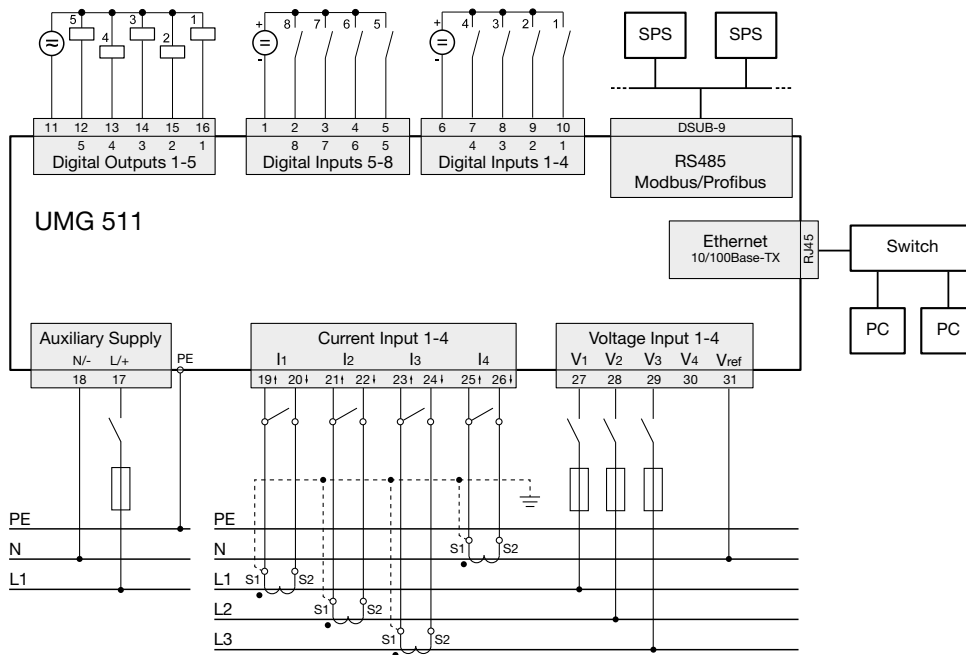 5 3 1
4 2
+ 8 7 6 5
-
+ 4 3 2 1
-
SPS SPS
11 12 13 14 15 16
5 4 3 2 1
Digital Outputs 1-5
1 2 3 4 5
8 7 6 5
Digital Inputs 5-8
6 7 8 9 10
4 3 2 1
Digital Inputs 1-4
DSUB-9
RS485
Modbus/Profibus
UMG 511
Ethernet
10/100Base-TX
RJ45
Switch
PC PC
Auxiliary Supply
N/- L/+
18 17
PE
Current Input 1-4
I1 I2 I3 I4
19 20 21 22 23 24 25 26
Voltage Input 1-4
V1 V2 V3 V4 Vref
27 28 29 30 31
PE
N
L1
PE
N
L1
L2
L3
S1 S2
S1 S2
S1 S2
S1 S2